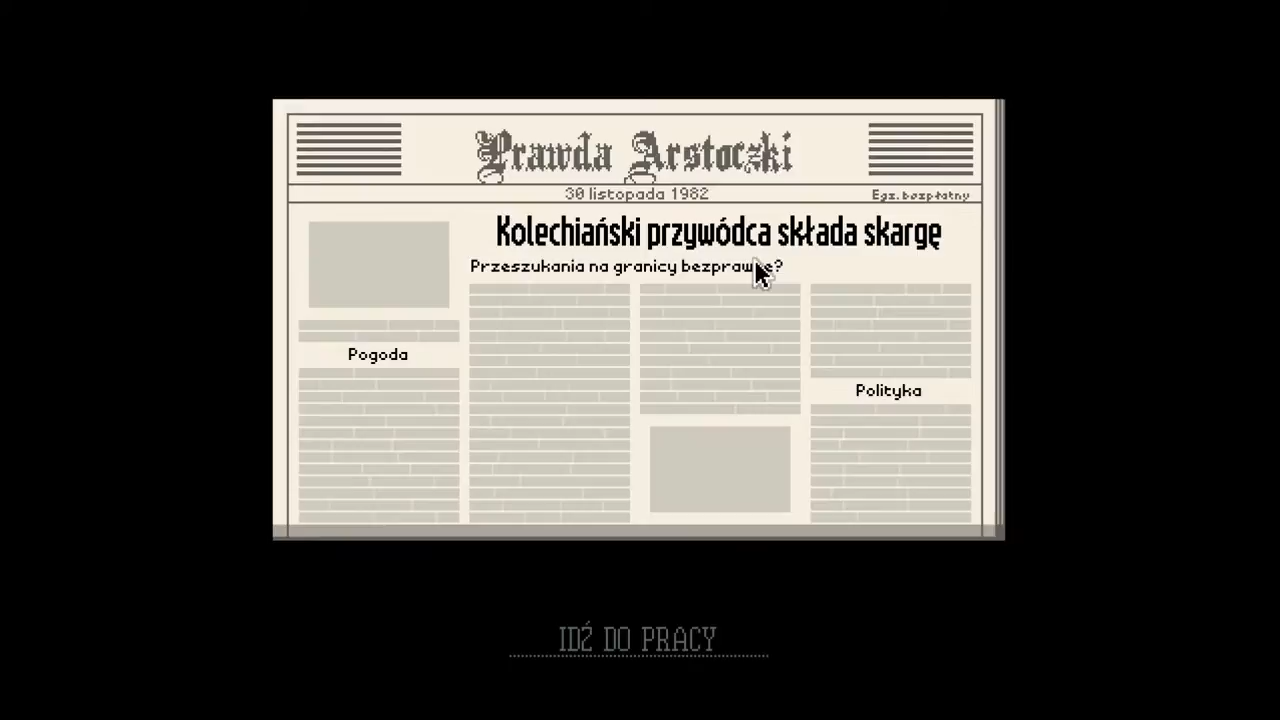 Prawda Arstoczki
30 listopada 1982
Egz. bezpłatny
Kolechiański przywódca składa skargę
Przeszukania na granicy
Pogoda
Polityka
IDŹ DO PRACY